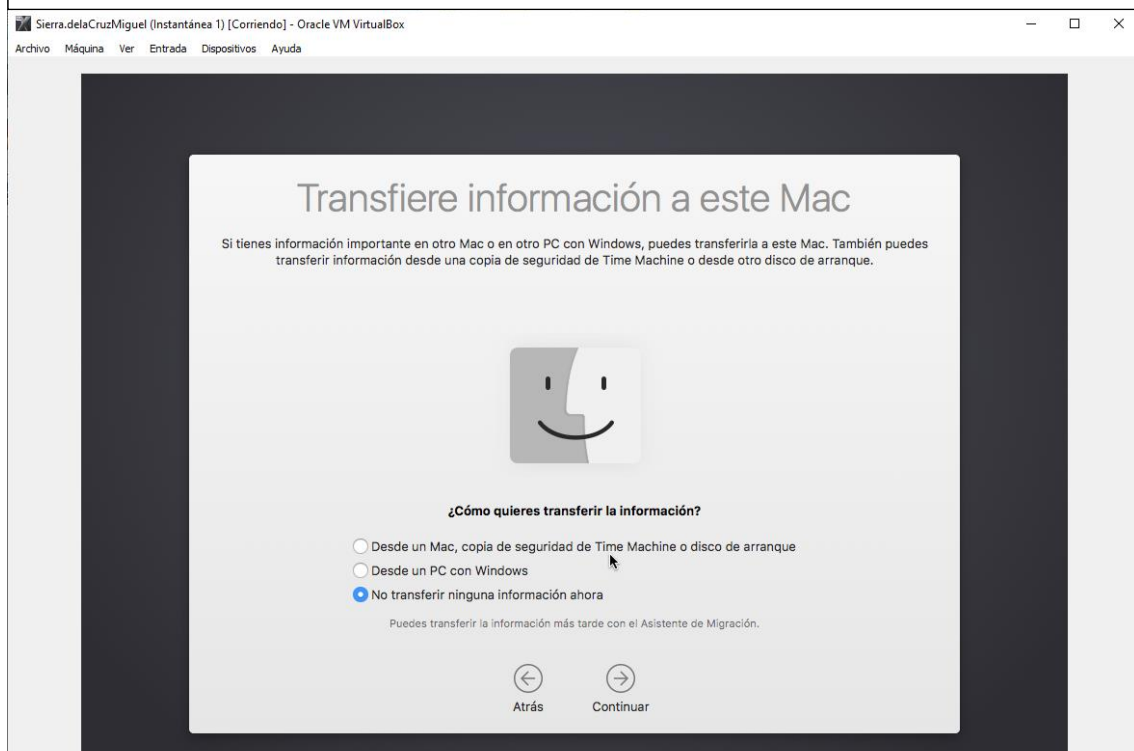 Sierra.delaCruzMiguel (Instantánea 1) [Corriendo] - Oracle VM VirtualBox
Archivo Máquina Ver Entrada Dispositivos Ayuda
Transfiere información a este Mac
Si tienes información importante en otro Mac o en otro PC con Windows, puedes transferirla a este Mac. También puedes
transferir información desde una copia de seguridad de Time Machine o desde otro disco de arranque.
¿Cómo quieres transferir la información?
Desde un Mac, copia de seguridad de Time Machine o disco de arranque
Desde un PC con Windows
No transferir ninguna información ahora
Puedes transferir la información más tarde con el Asistente de Migración.
Atrás Continuar